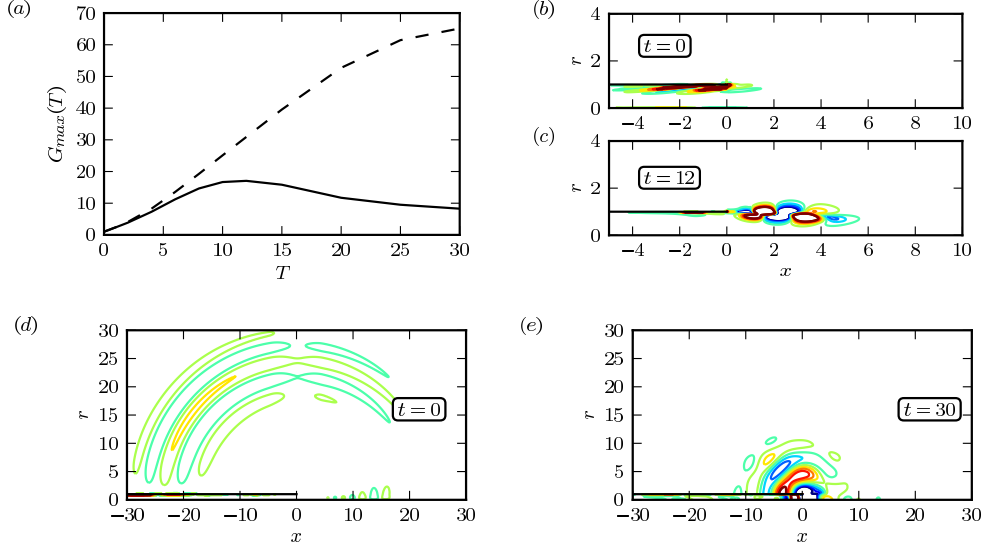 (a)
70
60
50
40
30
20
10
0
0 5 10 15 20 25 30
G_max(T)
T
(b)
4
2
0
r
t = 0
−4 −2 0 2 4 6 8 10
(c)
4
2
0
r
t = 12
−4 −2 0 2 4 6 8 10
x
(d)
30
25
20
15
10
5
0
r
t = 0
−30 −20 −10 0 10 20 30
x
(e)
30
25
20
15
10
5
0
r
t = 30
−30 −20 −10 0 10 20 30
x